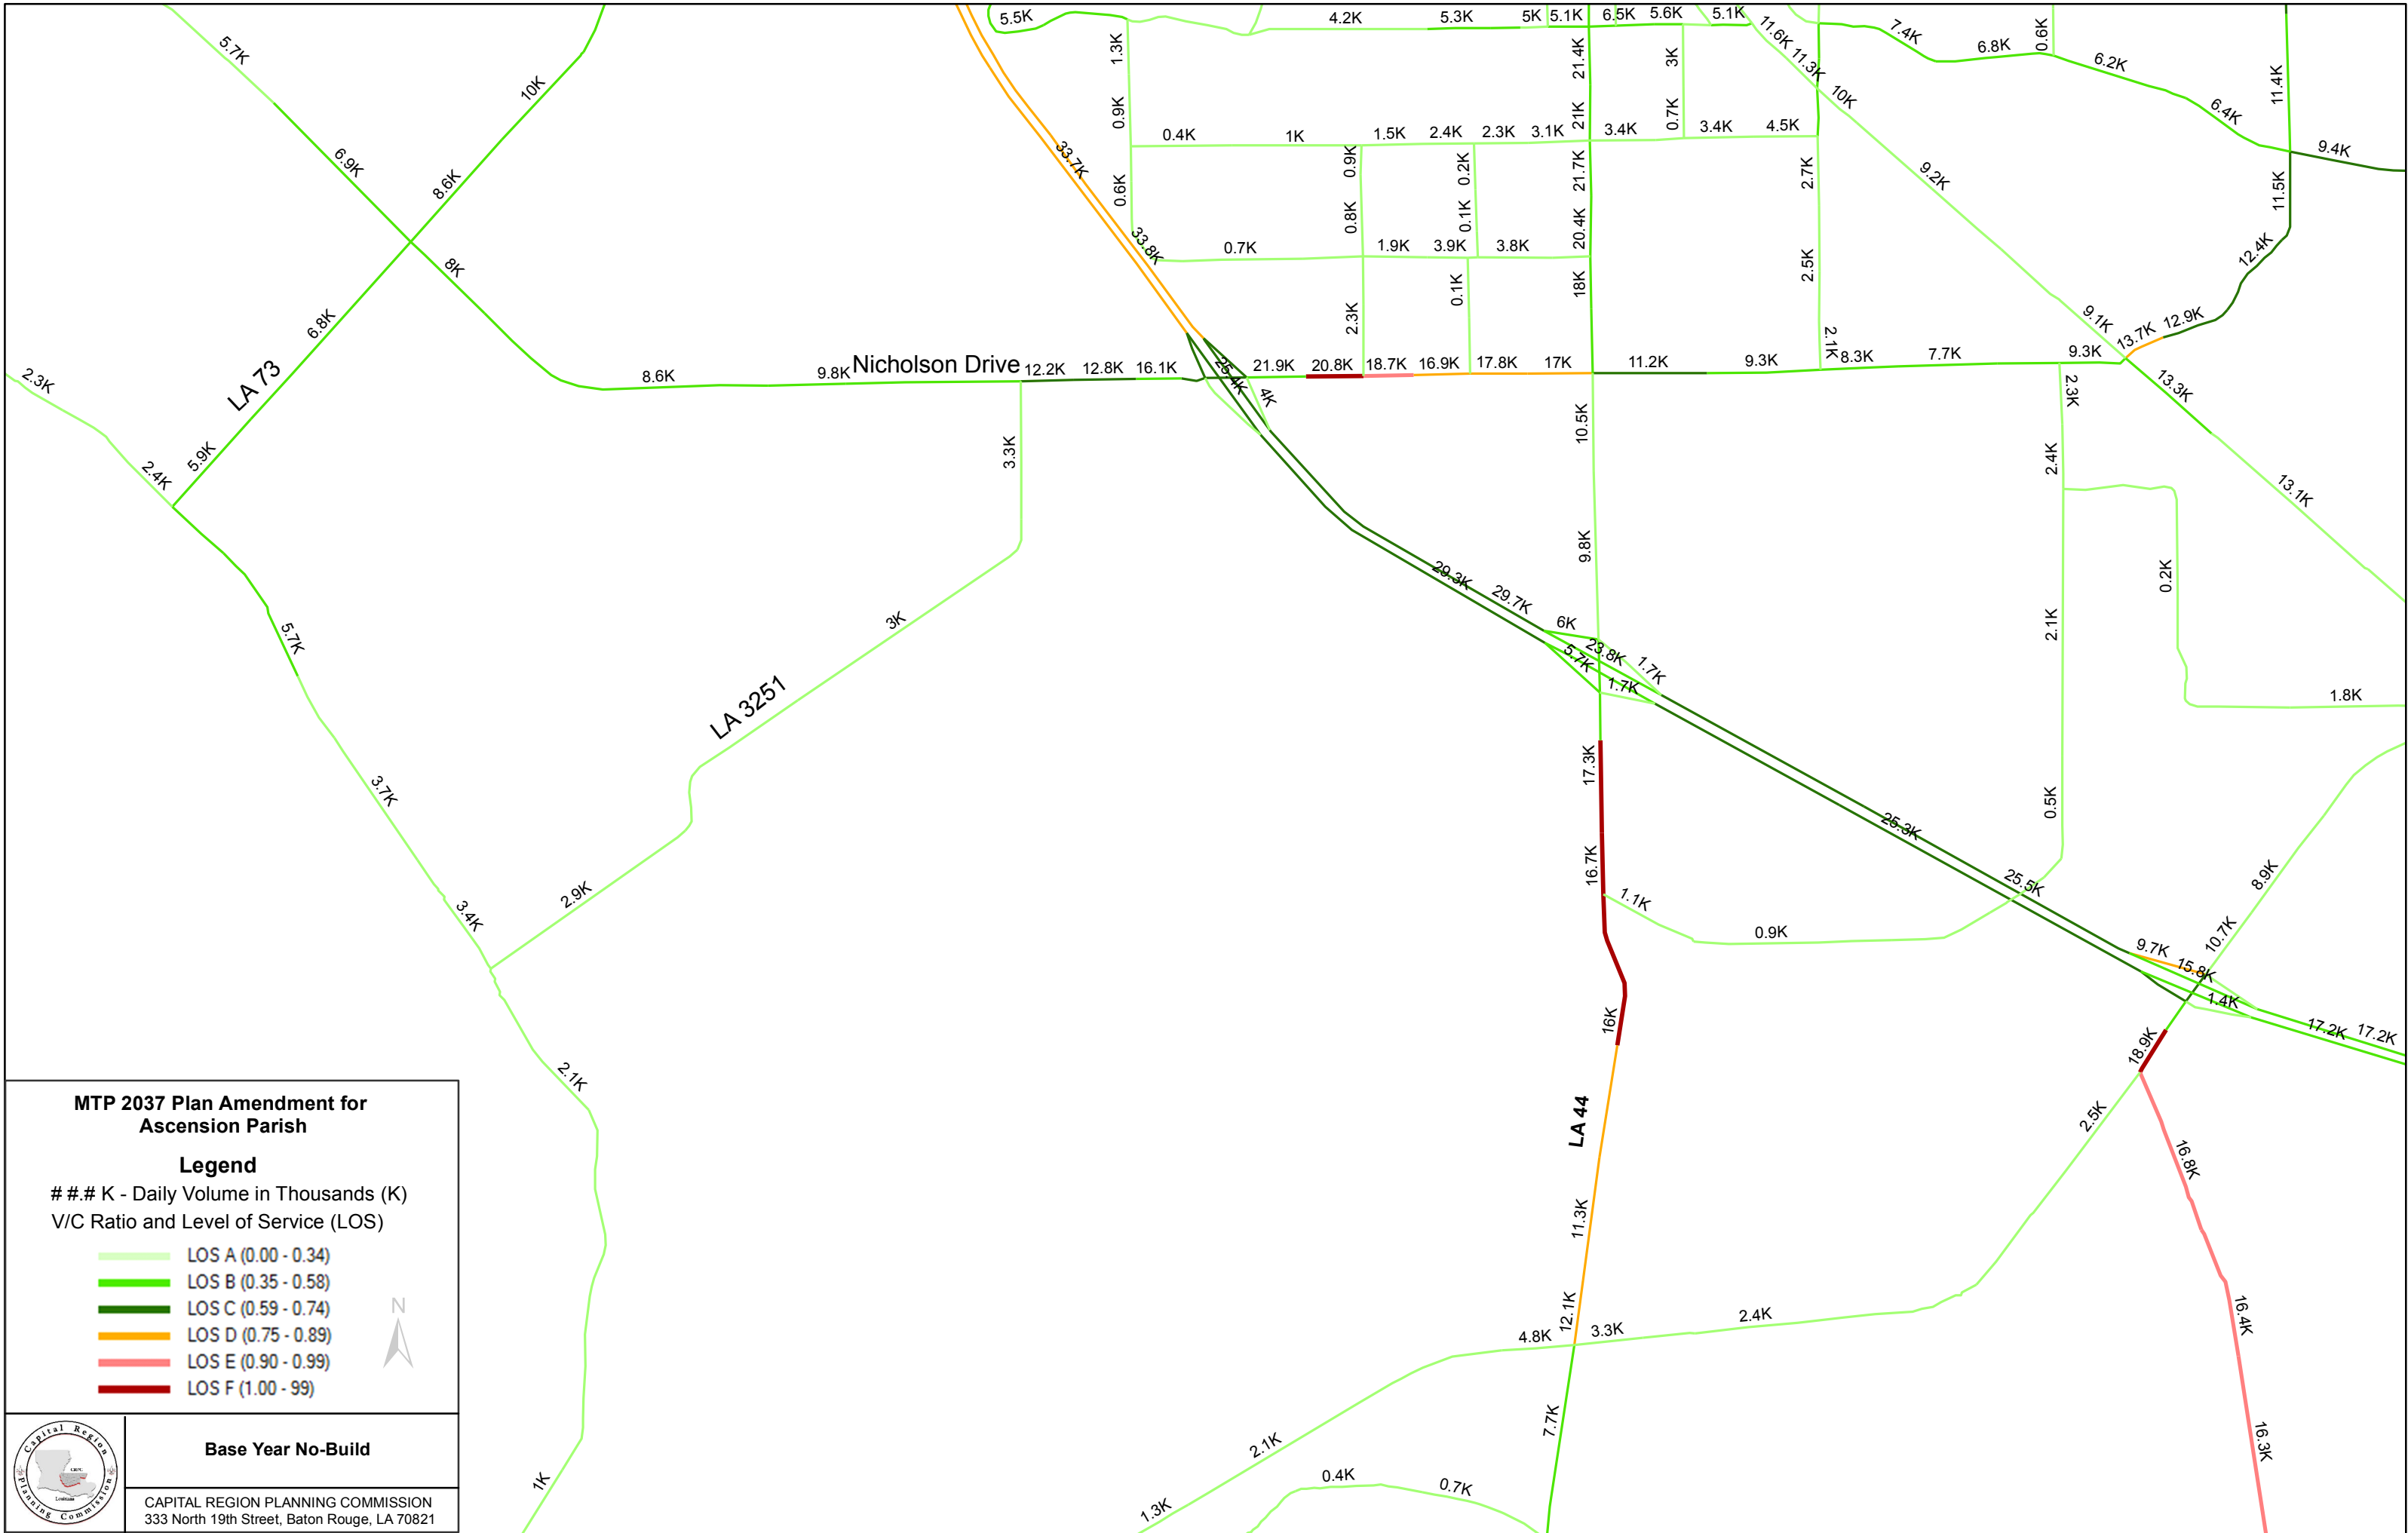 5.5K
4.2K
5.3K
5K
5.1K
6.5K
5.6K
5.1K
11.6K
11.3K
10K
7.4K
6.8K
0.6K
6.2K
6.4K
11.4K
9.4K
11.5K
12.4K
12.9K
13.7K
5.7K
6.9K
10K
8.6K
8K
6.8K
LA 73
5.9K
2.3K
2.4K
1.3K
0.9K
0.6K
33.7K
33.8K
0.4K
1K
1.5K
2.4K
2.3K
3.1K
21.4K
21K
21.7K
20.4K
18K
3K
0.7K
3.4K
3.4K
4.5K
2.7K
2.5K
2.1K
0.9K
0.8K
0.2K
0.1K
0.7K
1.9K
3.9K
3.8K
2.3K
0.1K
9.2K
9.1K
8.6K
9.8K
Nicholson Drive
12.2K
12.8K
16.1K
25.4K
4K
21.9K
20.8K
18.7K
16.9K
17.8K
17K
11.2K
9.3K
8.3K
7.7K
9.3K
13.3K
13.1K
3.3K
3K
LA 3251
2.9K
10.5K
9.8K
2.3K
2.4K
2.1K
0.5K
0.2K
1.8K
29.3K
29.7K
6K
23.8K
5.7K
1.7K
1.7K
17.3K
16.7K
16K
1.1K
0.9K
25.3K
25.5K
8.9K
10.7K
9.7K
15.8K
1.4K
17.2K
17.2K
18.9K
2.5K
16.8K
16.4K
16.3K
5.7K
3.7K
3.4K
2.1K
1K
LA 44
11.3K
12.1K
4.8K
3.3K
2.4K
7.7K
2.1K
1.3K
0.4K
0.7K
MTP 2037 Plan Amendment for
Ascension Parish
Legend
# #.# K - Daily Volume in Thousands (K)
V/C Ratio and Level of Service (LOS)
LOS A (0.00 - 0.34)
LOS B (0.35 - 0.58)
LOS C (0.59 - 0.74)
LOS D (0.75 - 0.89)
LOS E (0.90 - 0.99)
LOS F (1.00 - 99)
N
Capital Region
Planning Commission
Louisiana
Base Year No-Build
CAPITAL REGION PLANNING COMMISSION
333 North 19th Street, Baton Rouge, LA 70821